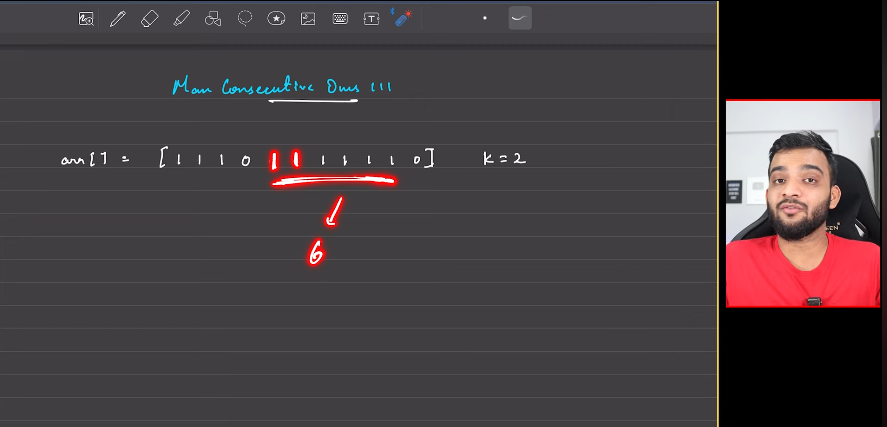 Max Consecutive Ones III
arr[] = [1 1 1 0 1 1 1 1 1 1 0] K = 2
6